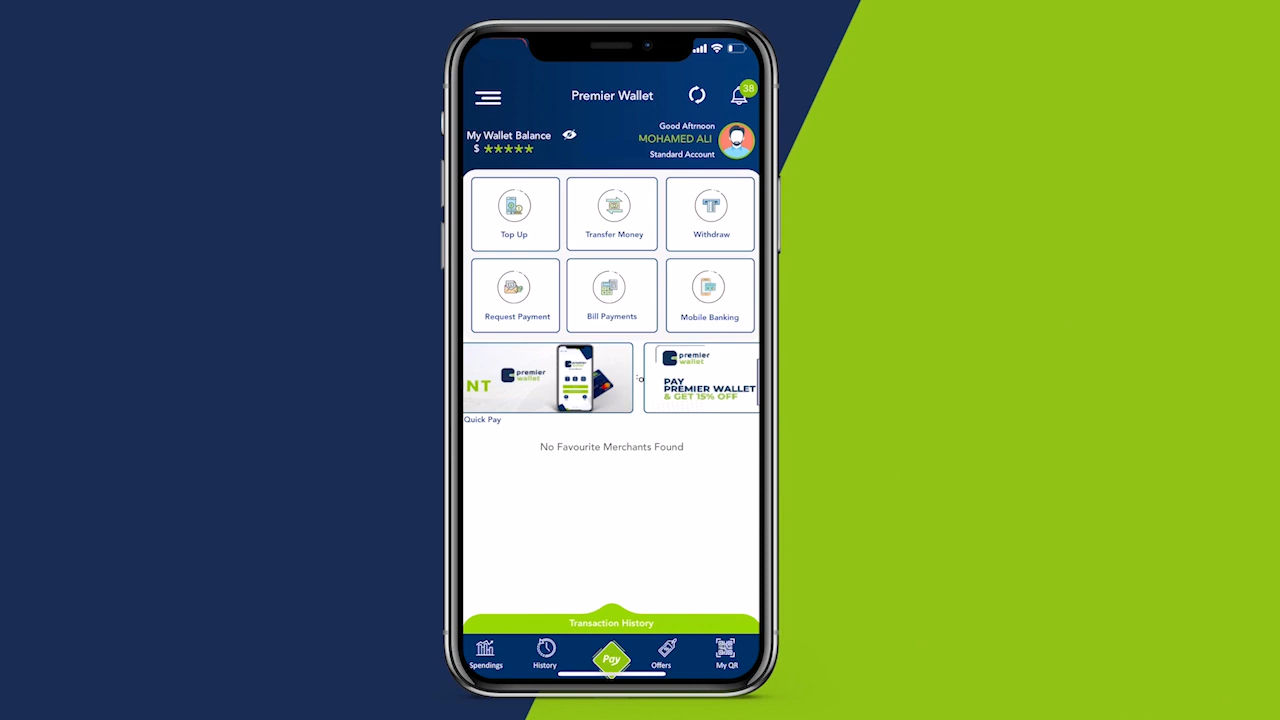 Premier Wallet
38
My Wallet Balance
$ *****
Good Aftrnoon
MOHAMED ALI
Standard Account
Top Up
Transfer Money
Withdraw
Request Payment
Bill Payments
Mobile Banking
NT
premier
wallet
premier
wallet
PAY
PREMIER WALLET
& GET 15% OFF
Quick Pay
No Favourite Merchants Found
Transaction History
Spendings
History
Pay
Offers
My QR